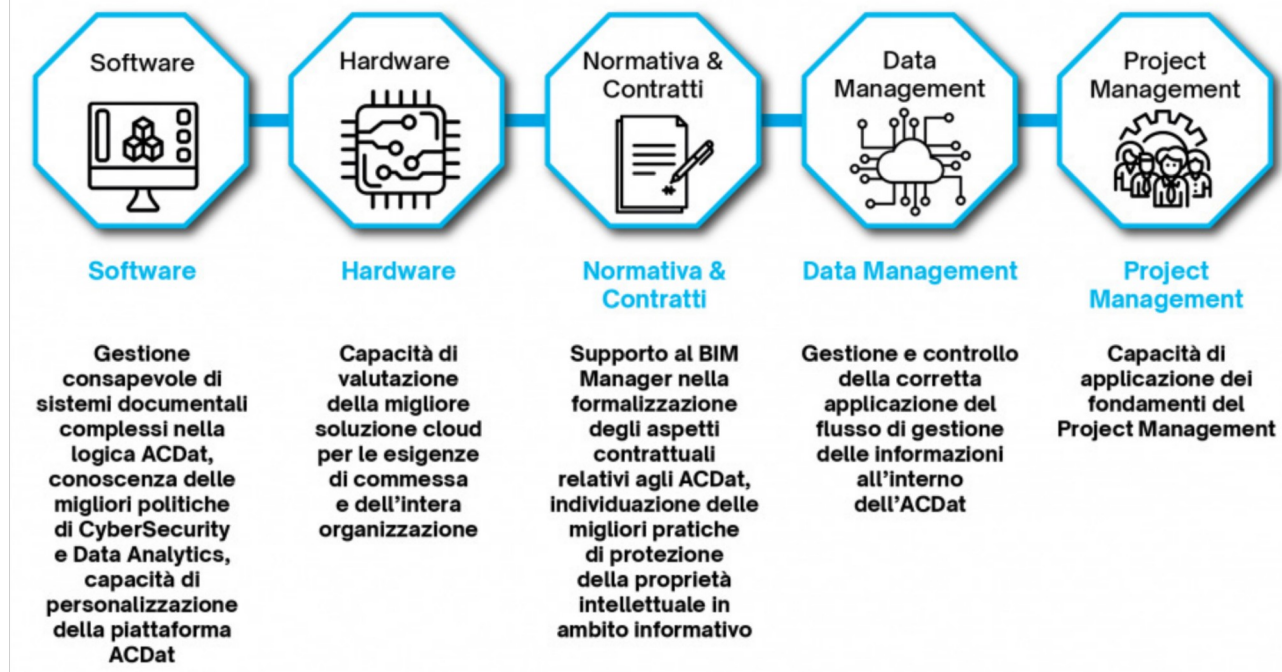 Software
Hardware
Normativa &
Contratti
Data
Management
Project
Management
Software
Gestione
consapevole di
sistemi documentali
complessi nella
logica ACDat,
conoscenza delle
migliori politiche
di CyberSecurity
e Data Analytics,
capacità di
personalizzazione
della piattaforma
ACDat
Hardware
Capacità di
valutazione
della migliore
soluzione cloud
per le esigenze
di commessa
e dell'intera
organizzazione
Normativa &
Contratti
Supporto al BIM
Manager nella
formalizzazione
degli aspetti
contrattuali
relativi agli ACDat,
individuazione delle
migliori pratiche
di protezione
della proprietà
intellettuale in
ambito informativo
Data Management
Gestione e controllo
della corretta
applicazione del
flusso di gestione
delle informazioni
all'interno
dell'ACDat
Project
Management
Capacità di
applicazione dei
fondamenti del
Project Management